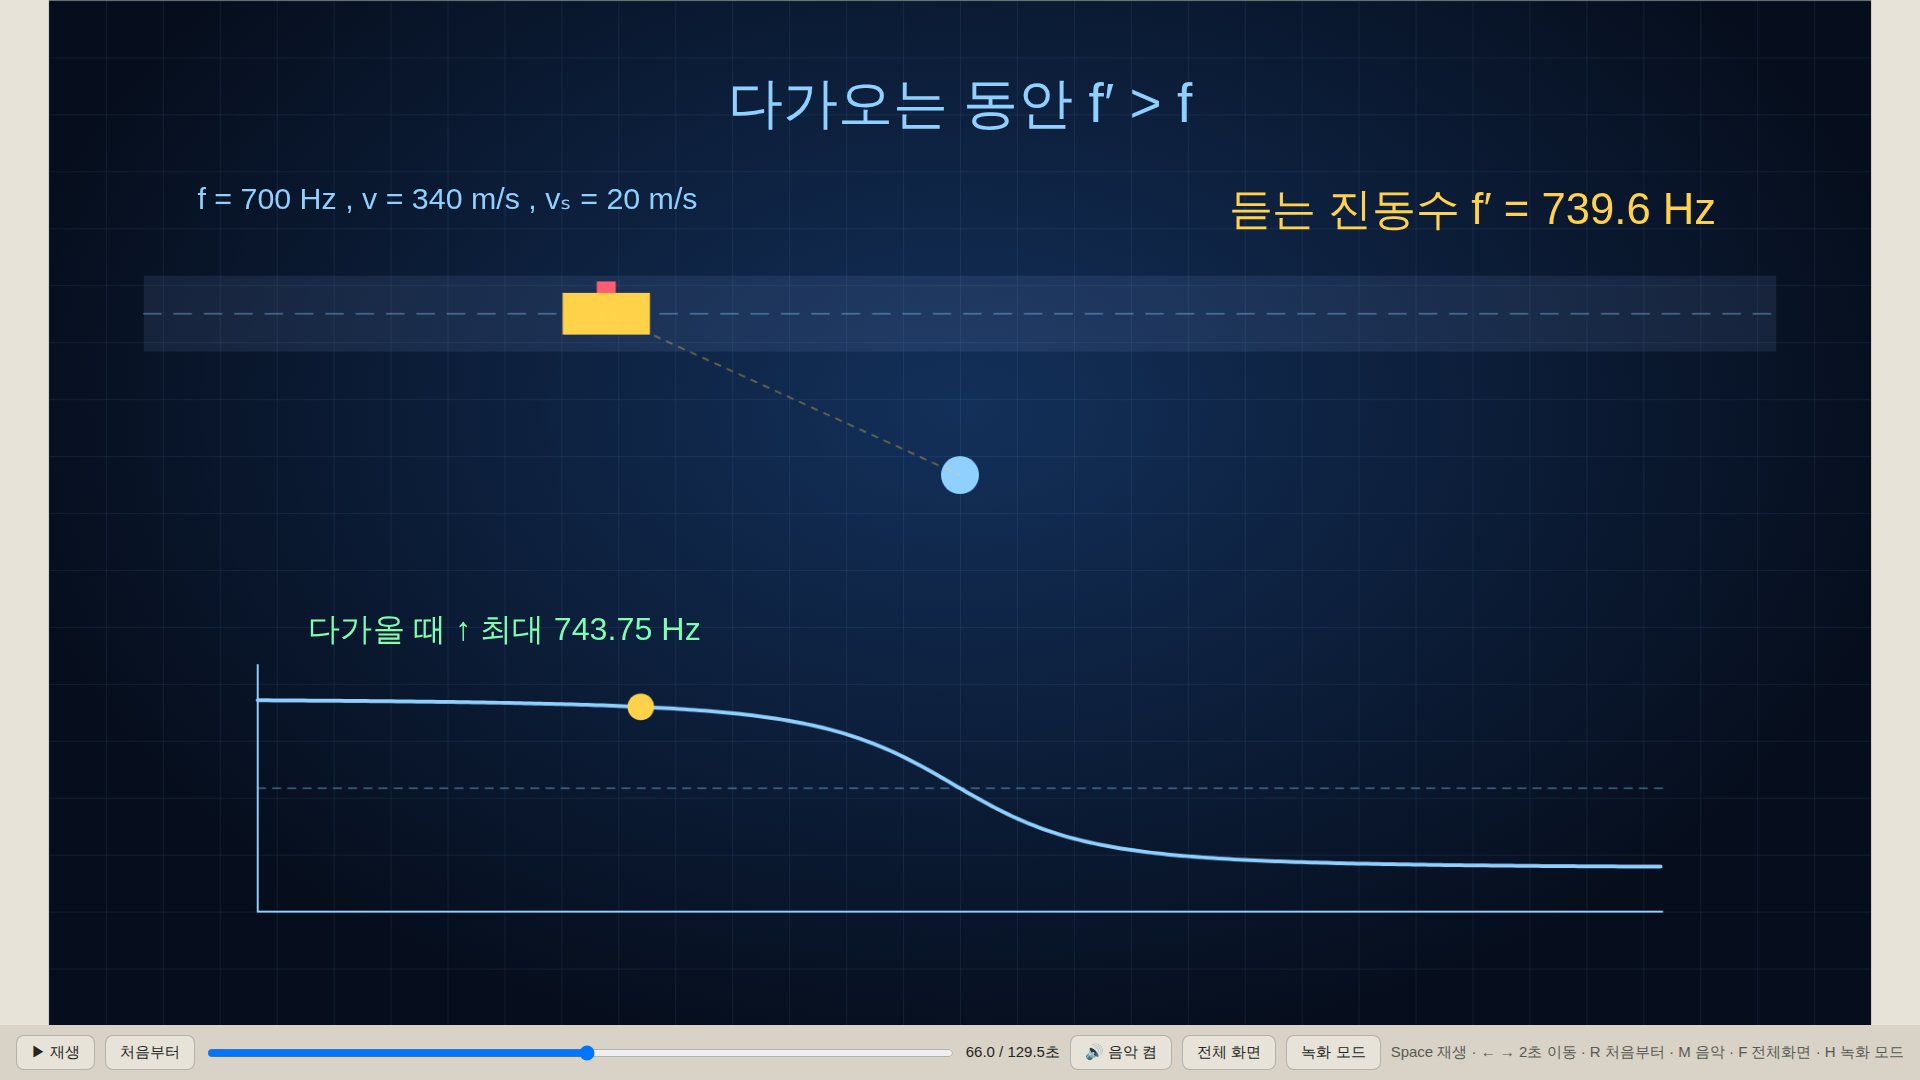 다가오는 동안 f′ > f
f = 700 Hz , v = 340 m/s , vₛ = 20 m/s
듣는 진동수 f′ = 739.6 Hz
다가올 때 ↑ 최대 743.75 Hz
▶ 재생 처음부터 66.0 / 129.5초 🔊 음악 켬 전체 화면 녹화 모드 Space 재생 · ← → 2초 이동 · R 처음부터 · M 음악 · F 전체화면 · H 녹화 모드